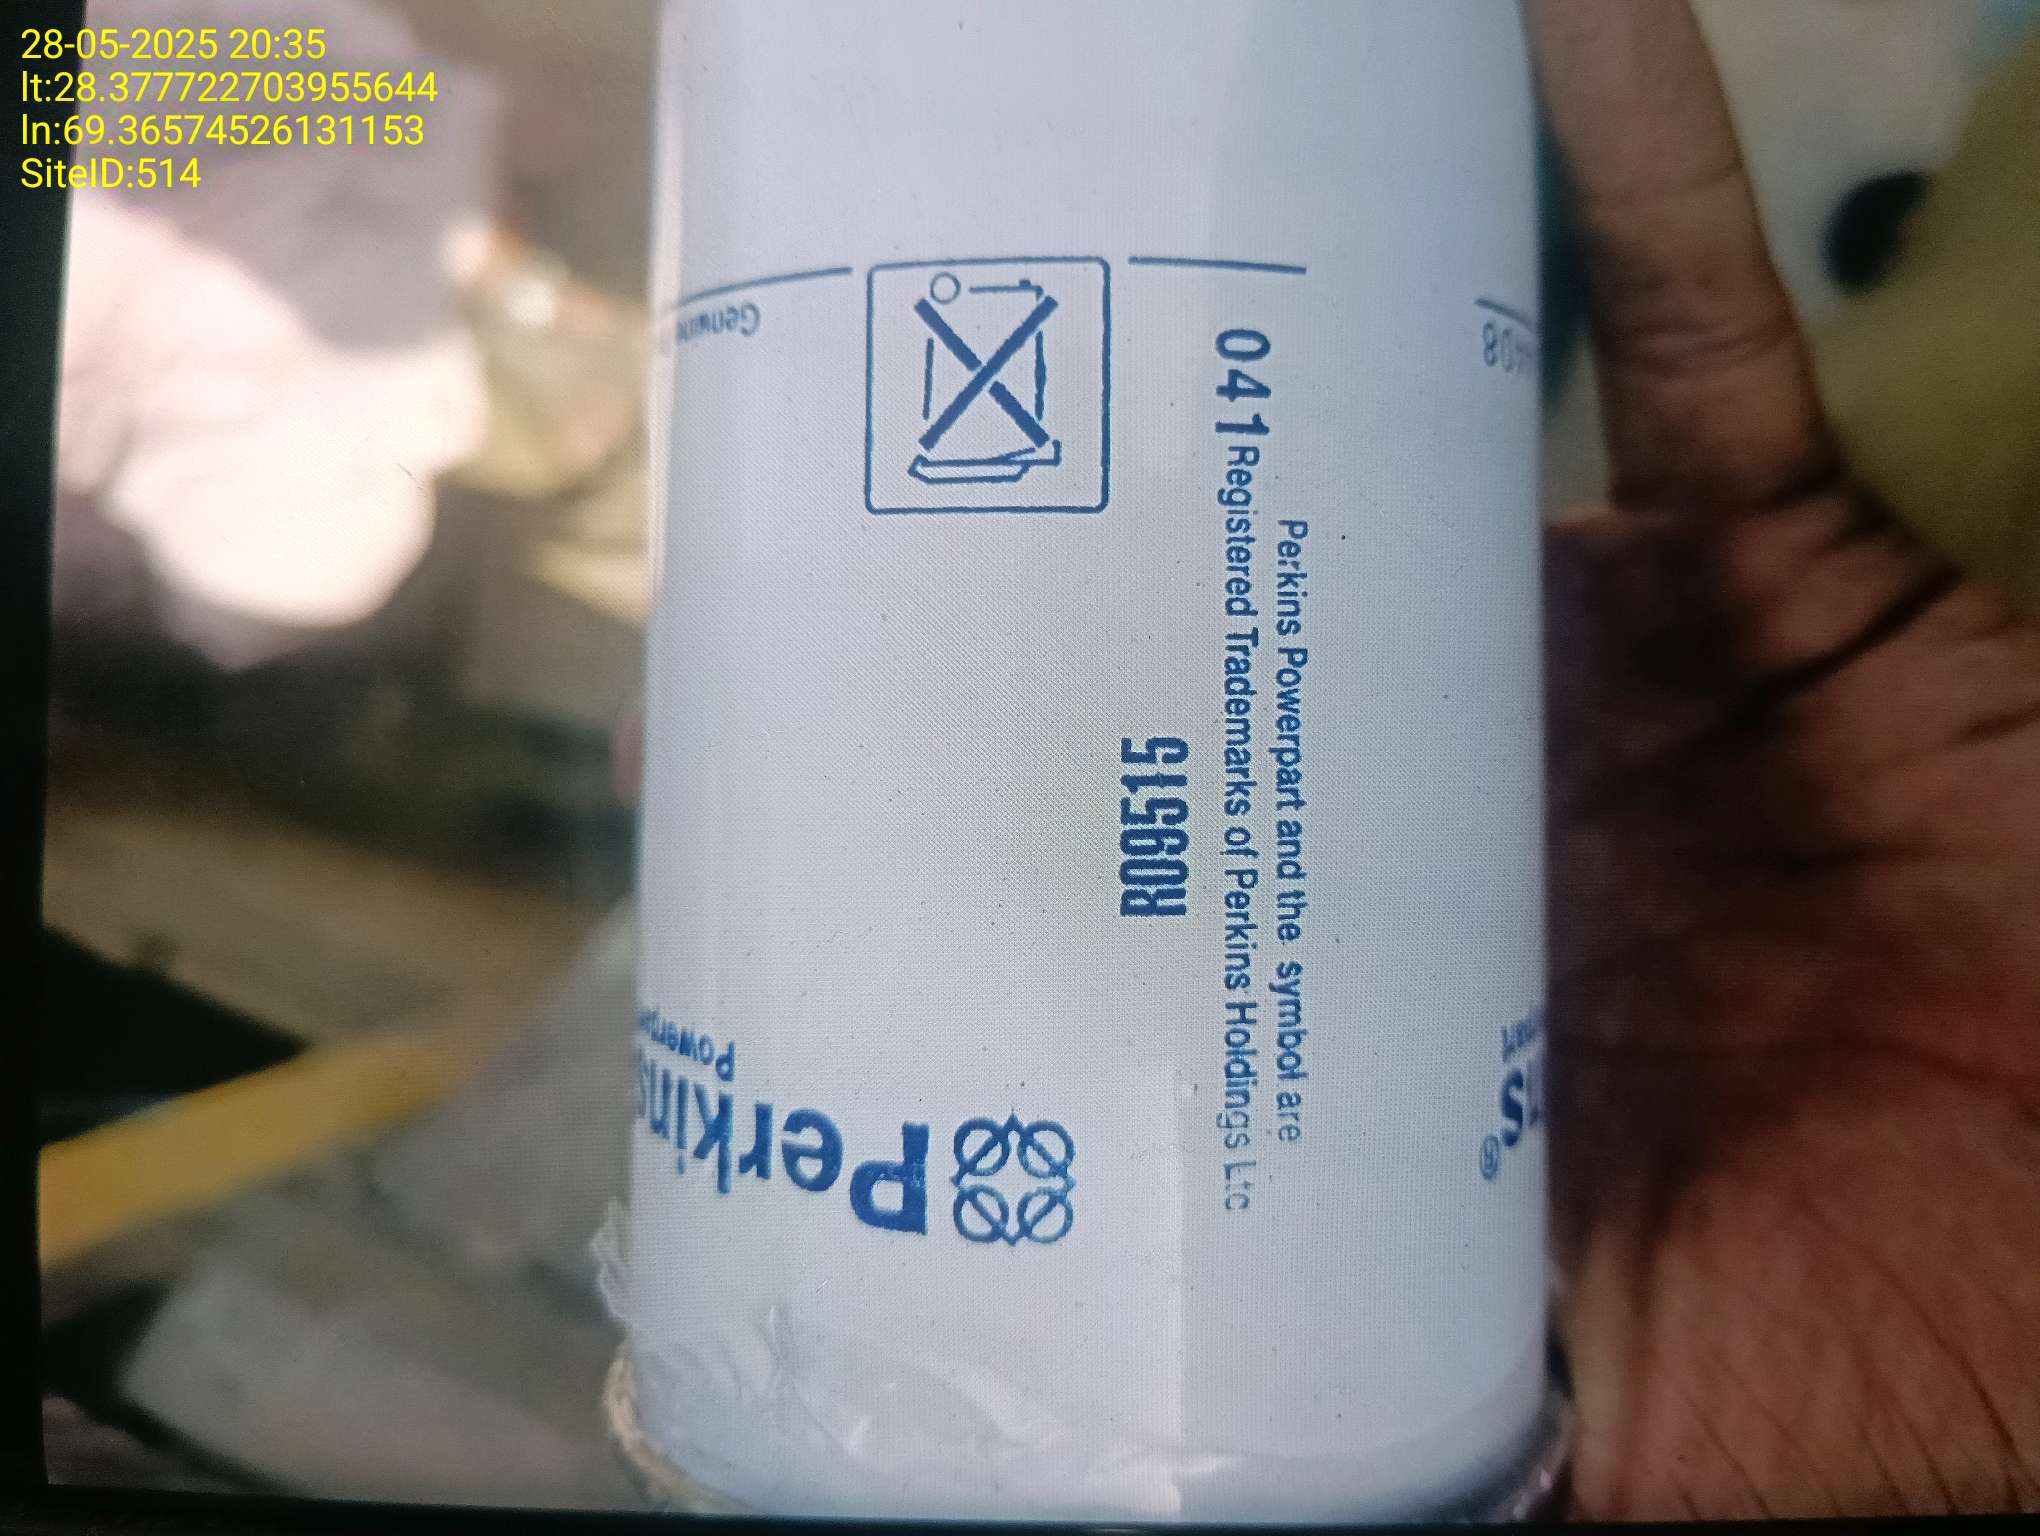 28-05-2025 20:35
lt:28.377722703955644
ln:69.36574526131153
SiteID:514
041
Perkins Powerpart and the symbol are
Registered Trademarks of Perkins Holdings Ltd
Perkins
®